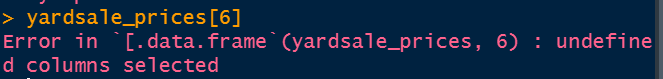 > yardsale_prices[6]
Error in `[.data.frame`(yardsale_prices, 6) : undefine
d columns selected